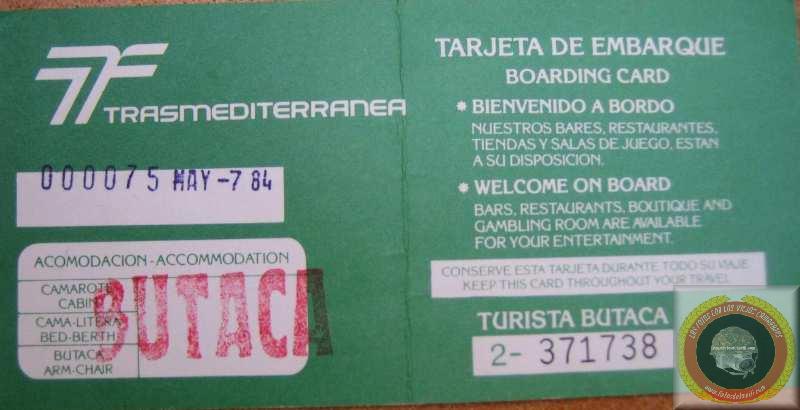 TRASMEDITERRANEA
000075 MAY -7 84
ACOMODACION - ACCOMMODATION
CAMAROTE
CABIN
CAMA-LITERA
BED-BERTH
BUTACA
ARM-CHAIR
BUTACA
TARJETA DE EMBARQUE
BOARDING CARD
* BIENVENIDO A BORDO
NUESTROS BARES, RESTAURANTES,
TIENDAS Y SALAS DE JUEGO, ESTAN
A SU DISPOSICION.
* WELCOME ON BOARD
BARS, RESTAURANTS, BOUTIQUE AND
GAMBLING ROOM ARE AVAILABLE
FOR YOUR ENTERTAINMENT.
CONSERVE ESTA TARJETA DURANTE TODO SU VIAJE
KEEP THIS CARD THROUGHOUT YOUR TRAVEL
TURISTA BUTACA
2- 371738